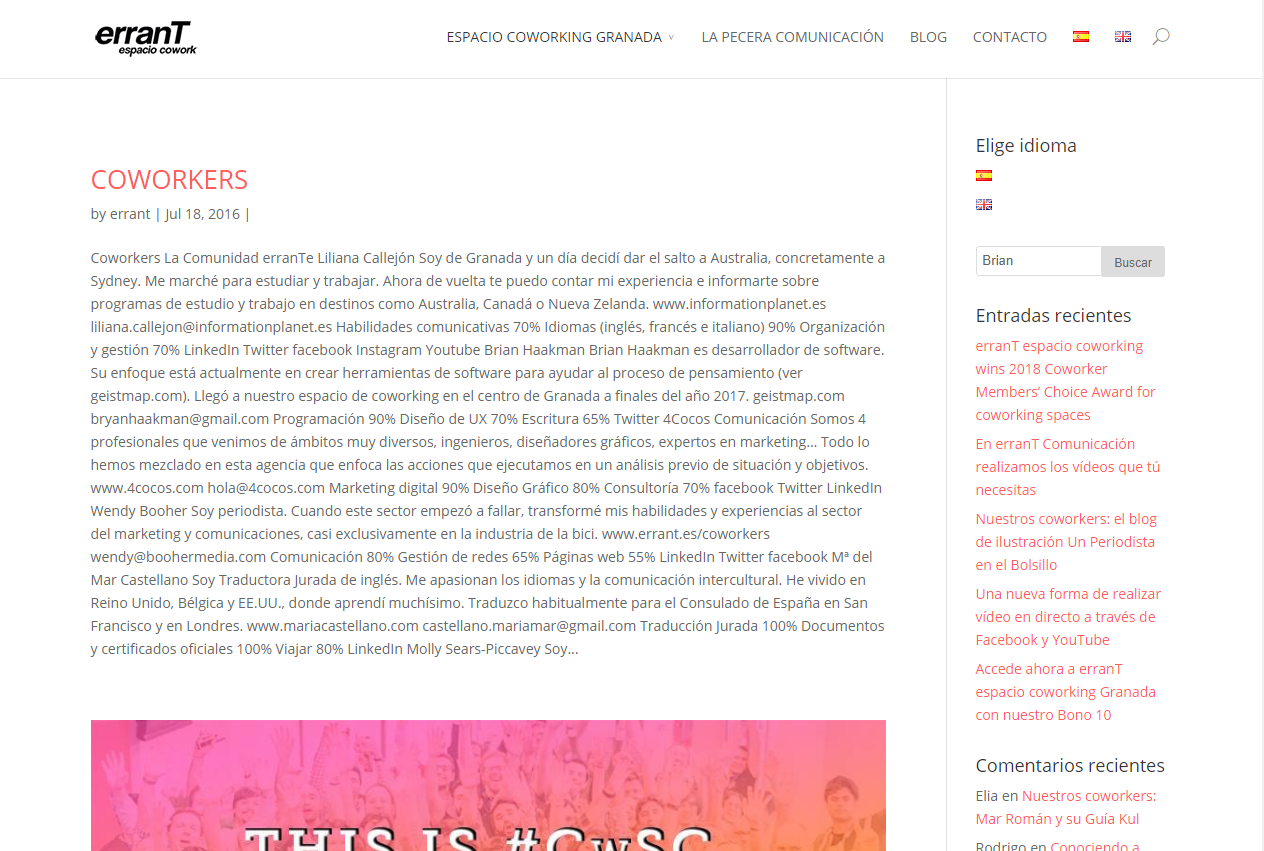 erranT
espacio cowork
ESPACIO COWORKING GRANADA
LA PECERA COMUNICACIÓN
BLOG
CONTACTO
COWORKERS
by errant | Jul 18, 2016 |
Coworkers La Comunidad erranTe Liliana Callejón Soy de Granada y un día decidí dar el salto a Australia, concretamente a
Sydney. Me marché para estudiar y trabajar. Ahora de vuelta te puedo contar mi experiencia e informarte sobre
programas de estudio y trabajo en destinos como Australia, Canadá o Nueva Zelanda. www.informationplanet.es
liliana.callejon@informationplanet.es Habilidades comunicativas 70% Idiomas (inglés, francés e italiano) 90% Organización
y gestión 70% LinkedIn Twitter facebook Instagram Youtube Brian Haakman Brian Haakman es desarrollador de software.
Su enfoque está actualmente en crear herramientas de software para ayudar al proceso de pensamiento (ver
geistmap.com). Llegó a nuestro espacio de coworking en el centro de Granada a finales del año 2017. geistmap.com
bryanhaakman@gmail.com Programación 90% Diseño de UX 70% Escritura 65% Twitter 4Cocos Comunicación Somos 4
profesionales que venimos de ámbitos muy diversos, ingenieros, diseñadores gráficos, expertos en marketing... Todo lo
hemos mezclado en esta agencia que enfoca las acciones que ejecutamos en un análisis previo de situación y objetivos.
www.4cocos.com hola@4cocos.com Marketing digital 90% Diseño Gráfico 80% Consultoría 70% facebook Twitter LinkedIn
Wendy Booher Soy periodista. Cuando este sector empezó a fallar, transformé mis habilidades y experiencias al sector
del marketing y comunicaciones, casi exclusivamente en la industria de la bici. www.errant.es/coworkers
wendy@boohermedia.com Comunicación 80% Gestión de redes 65% Páginas web 55% LinkedIn Twitter facebook Mª del
Mar Castellano Soy Traductora Jurada de inglés. Me apasionan los idiomas y la comunicación intercultural. He vivido en
Reino Unido, Bélgica y EE.UU., donde aprendí muchísimo. Traduzco habitualmente para el Consulado de España en San
Francisco y en Londres. www.mariacastellano.com castellano.mariamar@gmail.com Traducción Jurada 100% Documentos
y certificados oficiales 100% Viajar 80% LinkedIn Molly Sears-Piccavey Soy...
THIS IS #CwSC
Elige idioma
Brian
Buscar
Entradas recientes
erranT espacio coworking
wins 2018 Coworker
Members' Choice Award for
coworking spaces
En erranT Comunicación
realizamos los vídeos que tú
necesitas
Nuestros coworkers: el blog
de ilustración Un Periodista
en el Bolsillo
Una nueva forma de realizar
vídeo en directo a través de
Facebook y YouTube
Accede ahora a erranT
espacio coworking Granada
con nuestro Bono 10
Comentarios recientes
Elia en Nuestros coworkers:
Mar Román y su Guía Kul
Rodrigo en Conociendo a